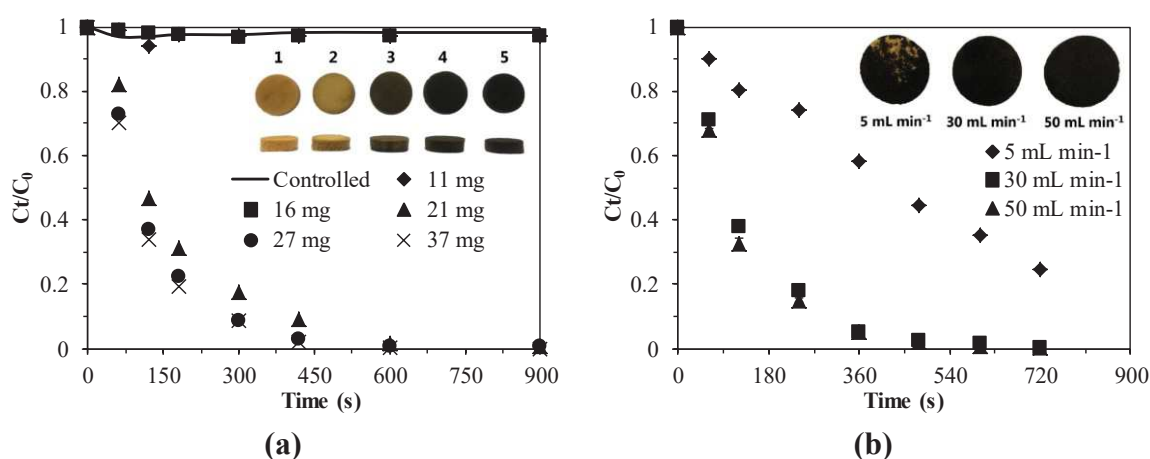 1
0.8
0.6
0.4
0.2
0
Ct/C0
1 2 3 4 5
Controlled 11 mg
16 mg 21 mg
27 mg 37 mg
0 150 300 450 600 750 900
Time (s)
(a)
1
0.8
0.6
0.4
0.2
0
Ct/C0
5 mL min-1 30 mL min-1 50 mL min-1
5 mL min-1
30 mL min-1
50 mL min-1
0 180 360 540 720 900
Time (s)
(b)